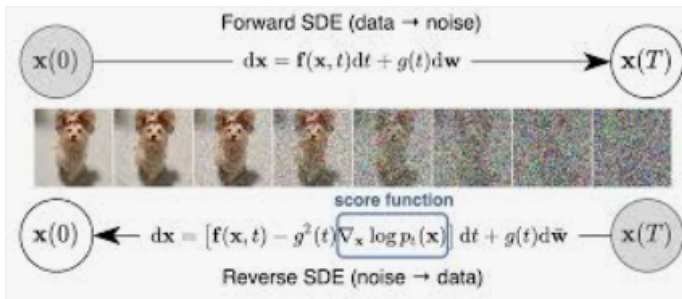 Forward SDE (data → noise)
x(0) dx = f(x, t)dt + g(t)dw x(T)
score function
x(0) dx = [f(x, t) − g²(t)∇ₓ log pₜ(x)] dt + g(t)dw̄ x(T)
Reverse SDE (noise → data)